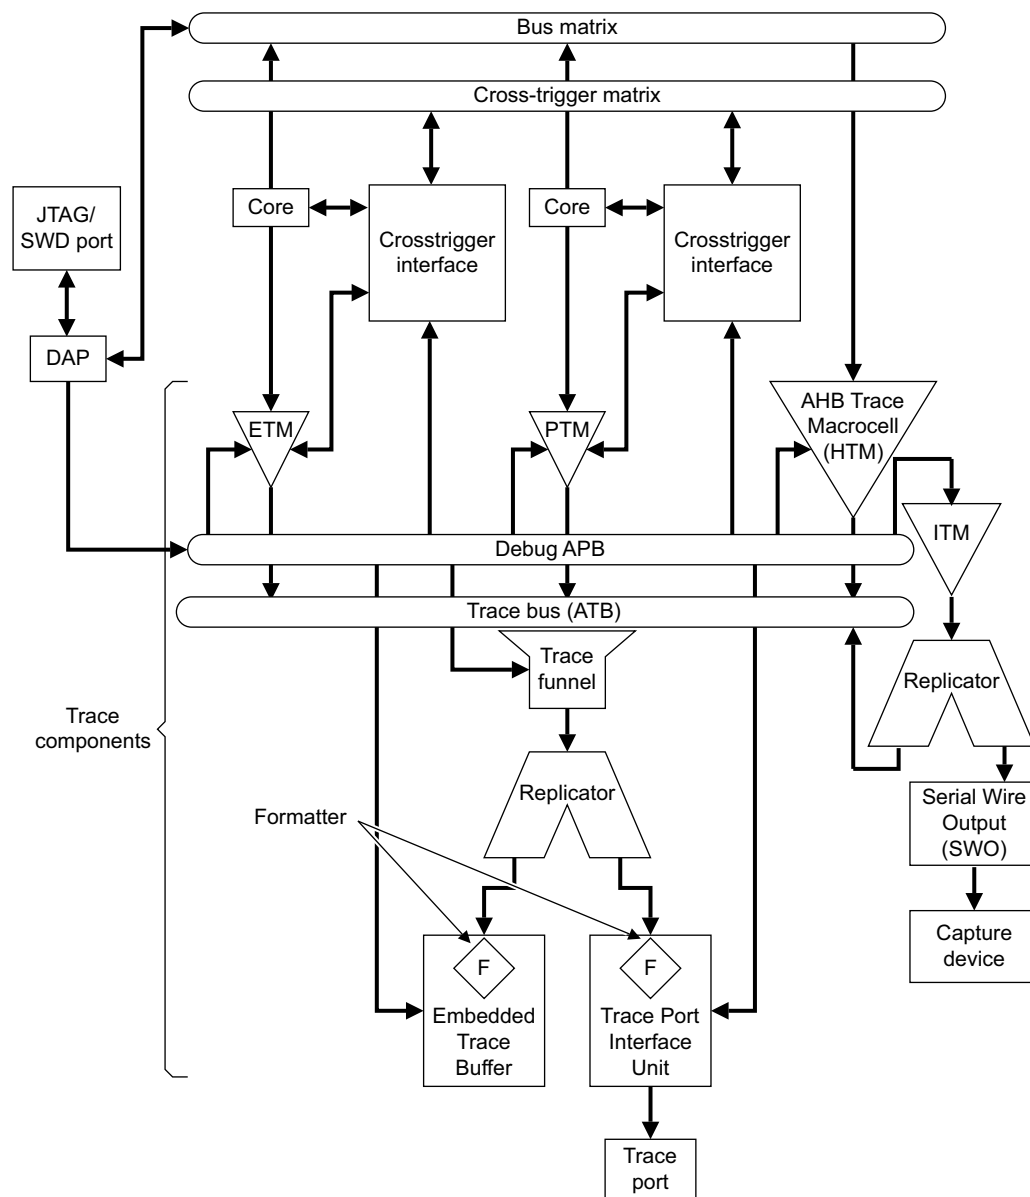 Bus matrix
Cross-trigger matrix
JTAG/
SWD port
Core
Crosstrigger
interface
Core
Crosstrigger
interface
DAP
ETM
PTM
AHB Trace
Macrocell
(HTM)
ITM
Debug APB
Trace bus (ATB)
Trace
funnel
Replicator
Trace
components
Replicator
Formatter
Serial Wire
Output
(SWO)
Capture
device
F
Embedded
Trace
Buffer
F
Trace Port
Interface
Unit
Trace
port